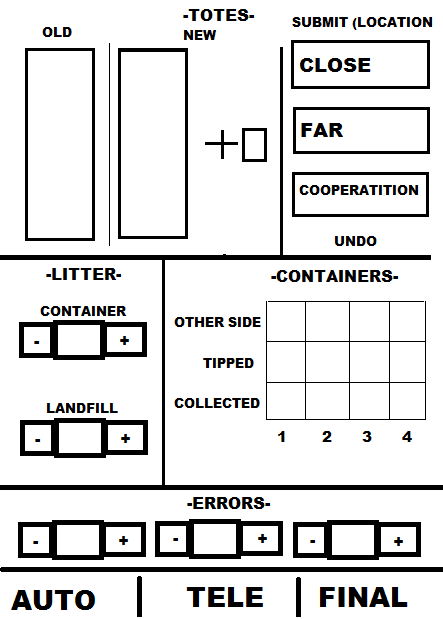 -TOTES-
OLD
NEW
SUBMIT (LOCATION
CLOSE
FAR
COOPERATITION
UNDO
+
-LITTER-
CONTAINER
- +
LANDFILL
- +
-CONTAINERS-
OTHER SIDE
TIPPED
COLLECTED
1 2 3 4
-ERRORS-
- + - + - +
AUTO TELE FINAL